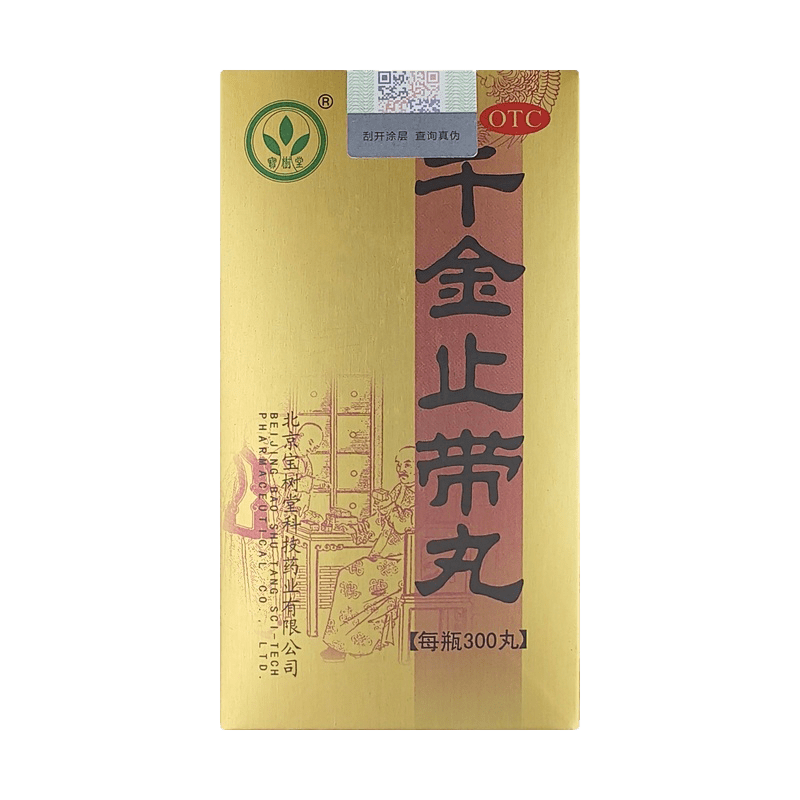 刮开涂层 查询真伪
®
寶樹堂
OTC
千金止带丸
【每瓶300丸】
北京宝树堂科技药业有限公司
BEIJING BAO SHU TANG SCI-TECH
PHARMACEUTICAL CO., LTD.